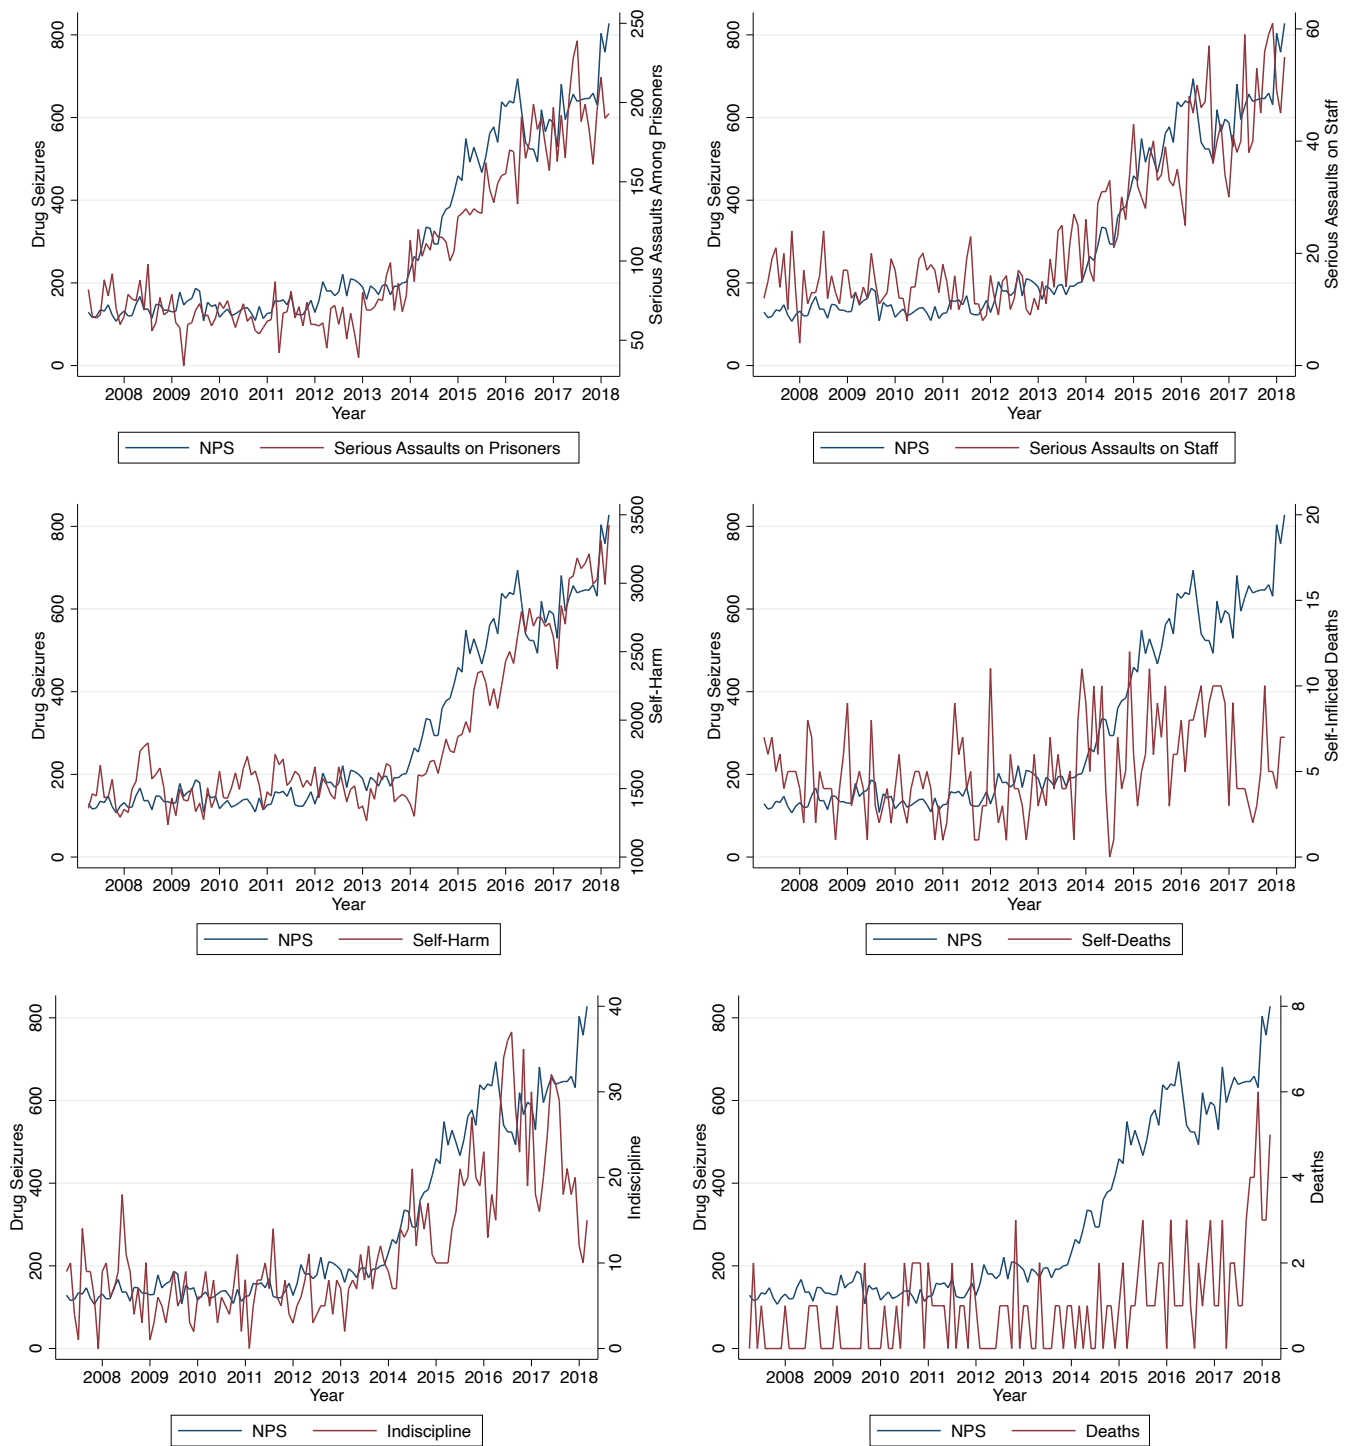 Drug Seizures
0 200 400 600 800
Serious Assaults Among Prisoners
50 100 150 200 250
2008 2009 2010 2011 2012 2013 2014 2015 2016 2017 2018
Year
NPS Serious Assaults on Prisoners
Drug Seizures
0 200 400 600 800
Serious Assaults on Staff
0 20 40 60
2008 2009 2010 2011 2012 2013 2014 2015 2016 2017 2018
Year
NPS Serious Assaults on Staff
Drug Seizures
0 200 400 600 800
Self-Harm
1000 1500 2000 2500 3000 3500
2008 2009 2010 2011 2012 2013 2014 2015 2016 2017 2018
Year
NPS Self-Harm
Drug Seizures
0 200 400 600 800
Self-Inflicted Deaths
0 5 10 15 20
2008 2009 2010 2011 2012 2013 2014 2015 2016 2017 2018
Year
NPS Self-Deaths
Drug Seizures
0 200 400 600 800
Indiscipline
0 10 20 30 40
2008 2009 2010 2011 2012 2013 2014 2015 2016 2017 2018
Year
NPS Indiscipline
Drug Seizures
0 200 400 600 800
Deaths
0 2 4 6 8
2008 2009 2010 2011 2012 2013 2014 2015 2016 2017 2018
Year
NPS Deaths